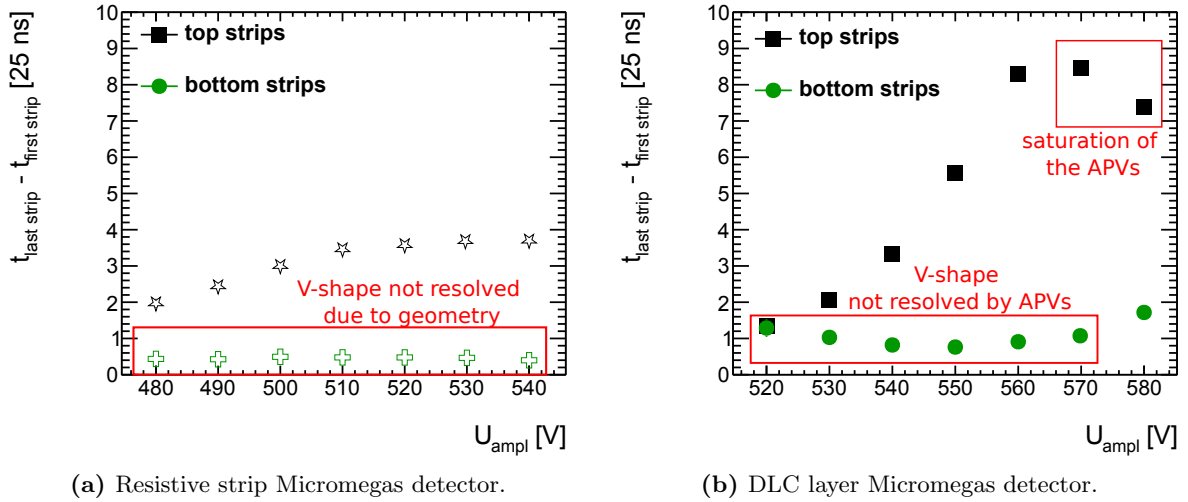 10
9
8
7
6
5
4
3
2
1
0
t_last strip - t_first strip [25 ns]
top strips
bottom strips
V-shape not resolved
due to geometry
480 490 500 510 520 530 540
U_ampl [V]
(a) Resistive strip Micromegas detector.
10
9
8
7
6
5
4
3
2
1
0
t_last strip - t_first strip [25 ns]
top strips
bottom strips
saturation of
the APVs
V-shape
not resolved by APVs
520 530 540 550 560 570 580
U_ampl [V]
(b) DLC layer Micromegas detector.